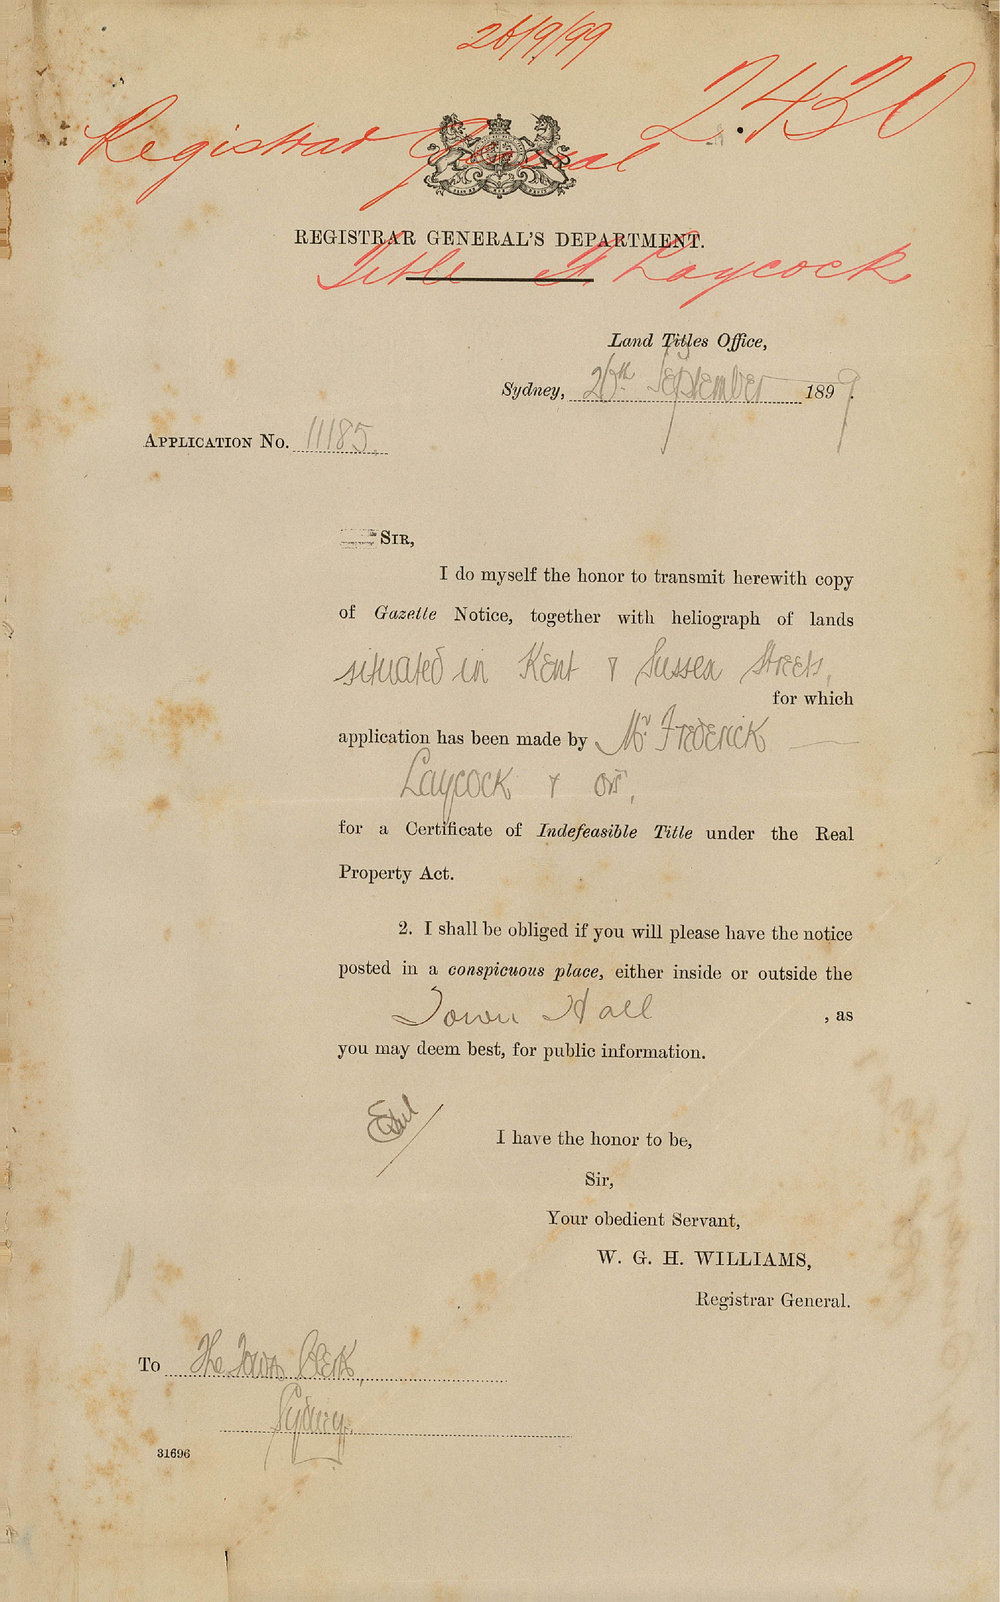 26/9/99
2.430
Registrar General
REGISTRAR GENERAL'S DEPARTMENT.
Title F. Laycock
Land Titles Office,
Sydney, 26th September 1899.
APPLICATION No. 11185.
SIR,
I do myself the honor to transmit herewith copy
of Gazette Notice, together with heliograph of lands
situated in Kent & Sussex Streets,
for which
application has been made by Mr. Frederick
Laycock & ors,
for a Certificate of Indefeasible Title under the Real
Property Act.
2. I shall be obliged if you will please have the notice
posted in a conspicuous place, either inside or outside the
Town Hall , as
you may deem best, for public information.
I have the honor to be,
Sir,
Your obedient Servant,
W. G. H. WILLIAMS,
Registrar General.
To The Town Clerk,
Sydney.
31696